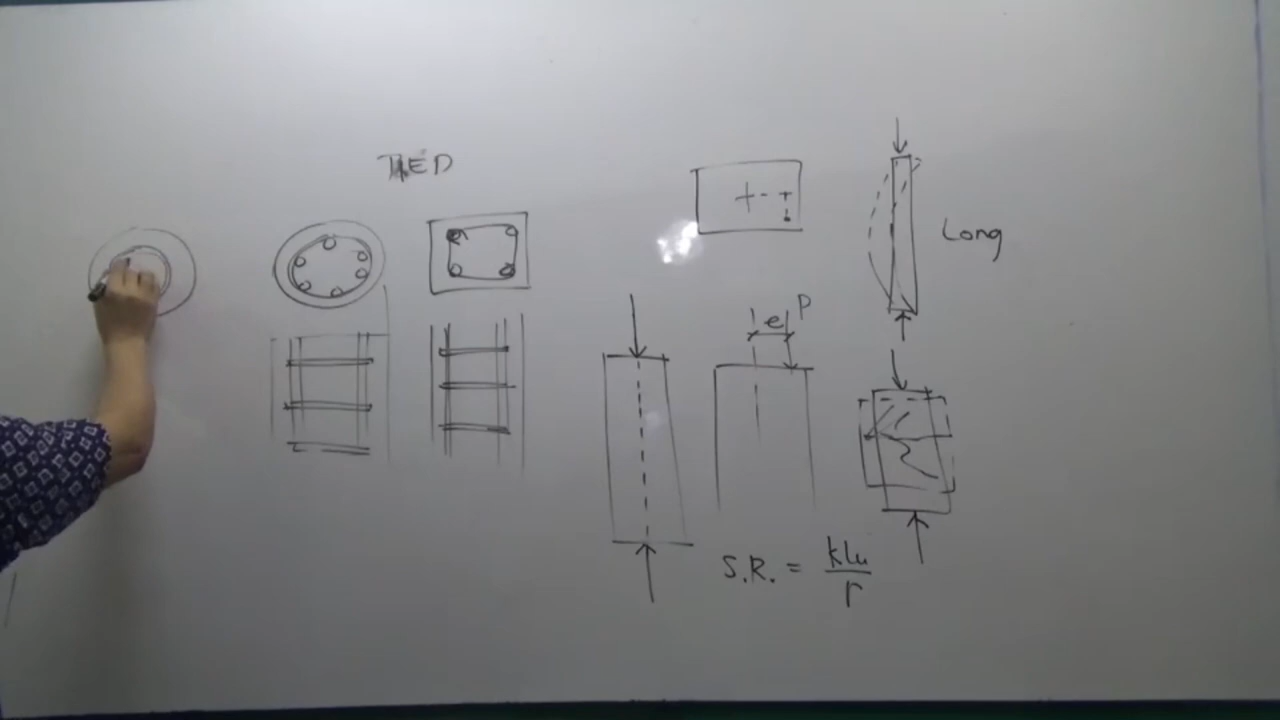 TIED
Long
e P
S.R. = klu/r